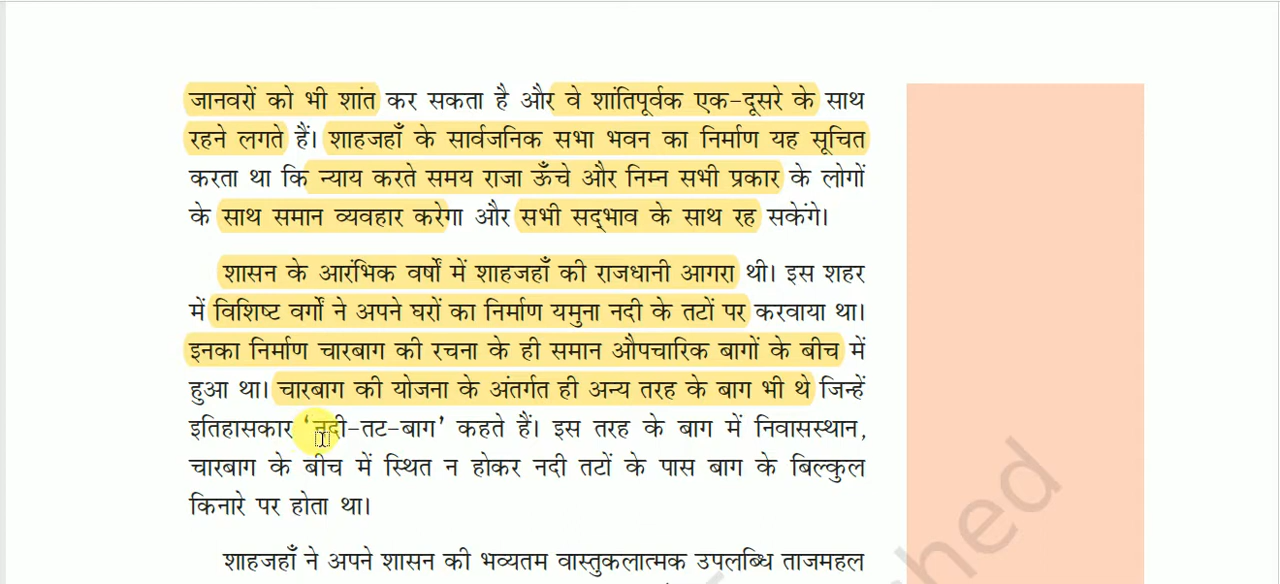 जानवरों को भी शांत कर सकता है और वे शांतिपूर्वक एक-दूसरे के साथ
रहने लगते हैं। शाहजहाँ के सार्वजनिक सभा भवन का निर्माण यह सूचित
करता था कि न्याय करते समय राजा ऊँचे और निम्न सभी प्रकार के लोगों
के साथ समान व्यवहार करेगा और सभी सद्‌भाव के साथ रह सकेंगे।
शासन के आरंभिक वर्षों में शाहजहाँ की राजधानी आगरा थी। इस शहर
में विशिष्ट वर्गों ने अपने घरों का निर्माण यमुना नदी के तटों पर करवाया था।
इनका निर्माण चारबाग की रचना के ही समान औपचारिक बागों के बीच में
हुआ था। चारबाग की योजना के अंतर्गत ही अन्य तरह के बाग भी थे जिन्हें
इतिहासकार ‘नदी-तट-बाग’ कहते हैं। इस तरह के बाग में निवासस्थान,
चारबाग के बीच में स्थित न होकर नदी तटों के पास बाग के बिल्कुल
किनारे पर होता था।
शाहजहाँ ने अपने शासन की भव्यतम वास्तुकलात्मक उपलब्धि ताजमहल